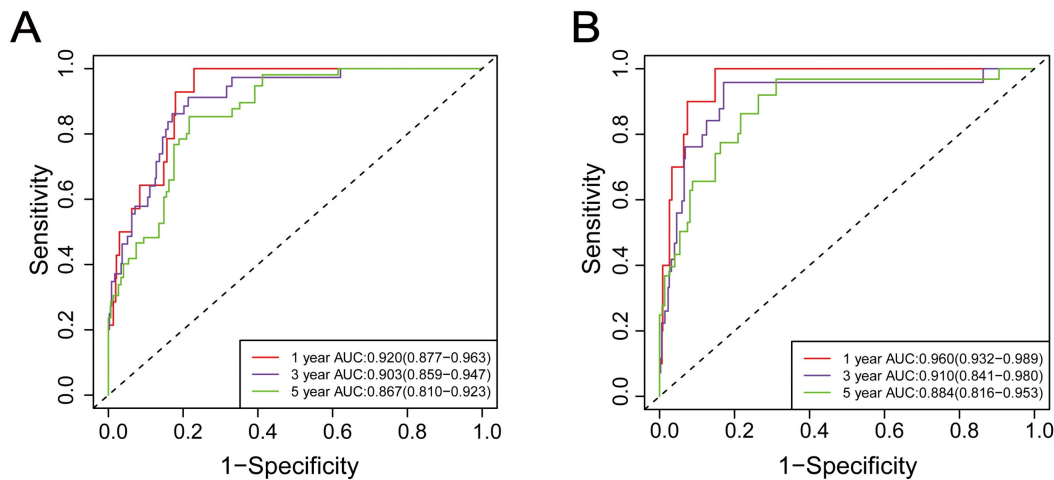 A
B
Sensitivity
1.0
0.8
0.6
0.4
0.2
0.0
1 year AUC:0.920(0.877−0.963)
3 year AUC:0.903(0.859−0.947)
5 year AUC:0.867(0.810−0.923)
0.0 0.2 0.4 0.6 0.8 1.0
1−Specificity
Sensitivity
1.0
0.8
0.6
0.4
0.2
0.0
1 year AUC:0.960(0.932−0.989)
3 year AUC:0.910(0.841−0.980)
5 year AUC:0.884(0.816−0.953)
0.0 0.2 0.4 0.6 0.8 1.0
1−Specificity